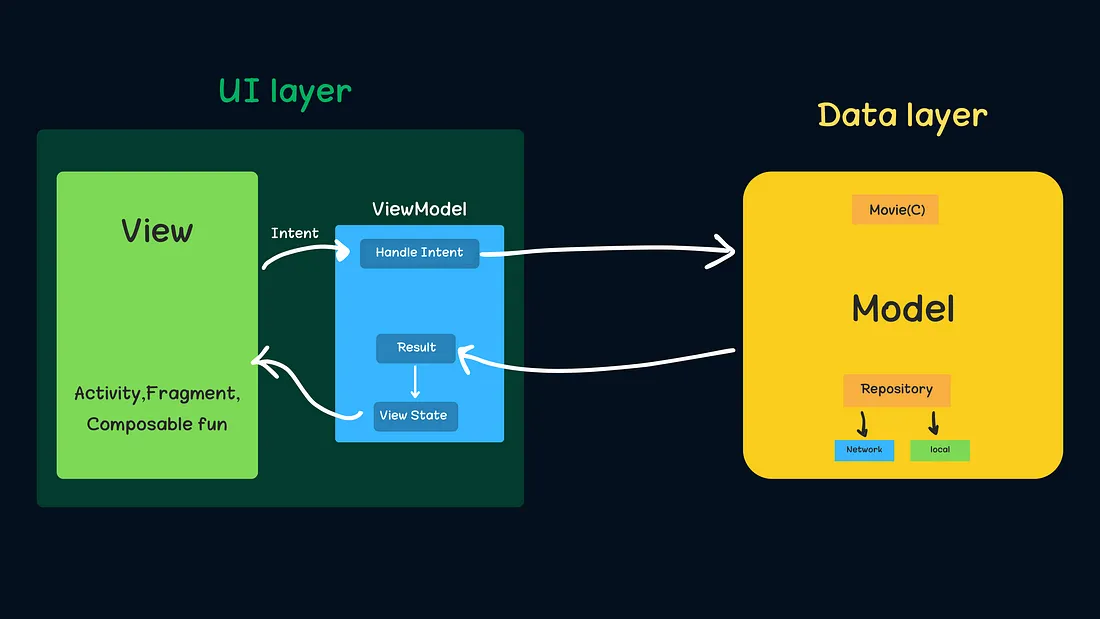 UI layer
Data layer
View
Intent
ViewModel
Handle Intent
Result
View State
Activity,Fragment,
Composable fun
Movie(C)
Model
Repository
Network
local